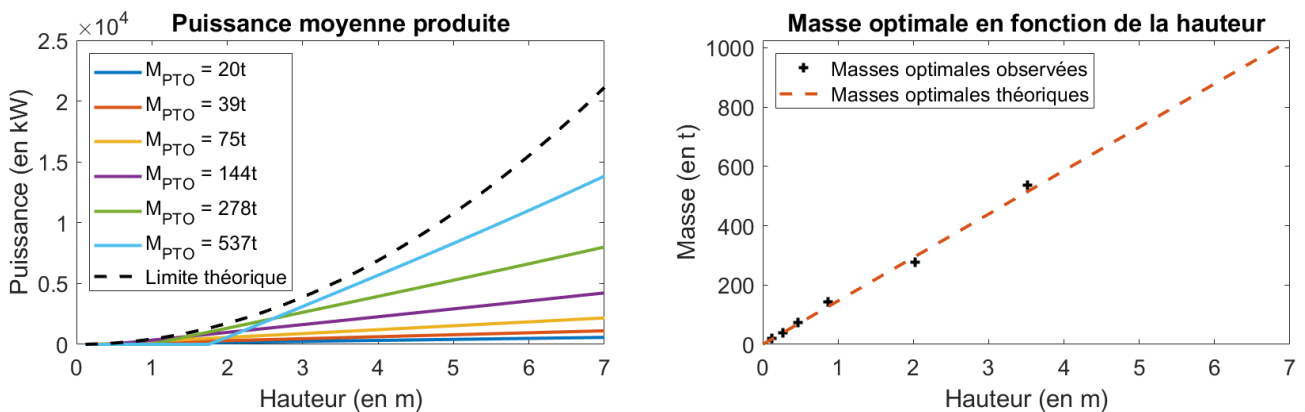 Puissance moyenne produite
×10⁴
2.5
2
1.5
1
0.5
0
Puissance (en kW)
M_PTO = 20t
M_PTO = 39t
M_PTO = 75t
M_PTO = 144t
M_PTO = 278t
M_PTO = 537t
Limite théorique
0 1 2 3 4 5 6 7
Hauteur (en m)
Masse optimale en fonction de la hauteur
1000
800
600
400
200
0
Masse (en t)
Masses optimales observées
Masses optimales théoriques
0 1 2 3 4 5 6 7
Hauteur (en m)